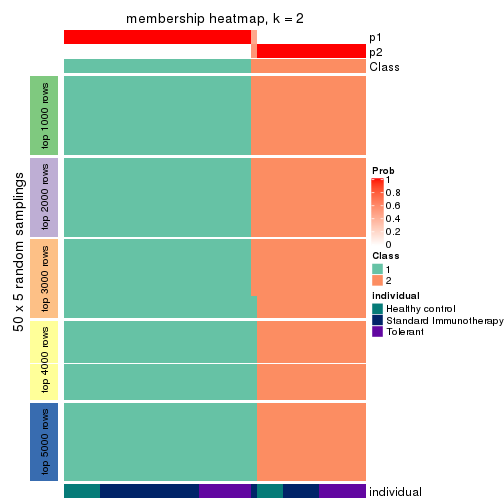 membership heatmap, k = 2
p1
p2
Class
50 x 5 random samplings
top 1000 rows
top 2000 rows
top 3000 rows
top 4000 rows
top 5000 rows
individual
Prob
1
0.8
0.6
0.4
0.2
0
Class
1
2
individual
Healthy control
Standard Immunotherapy
Tolerant